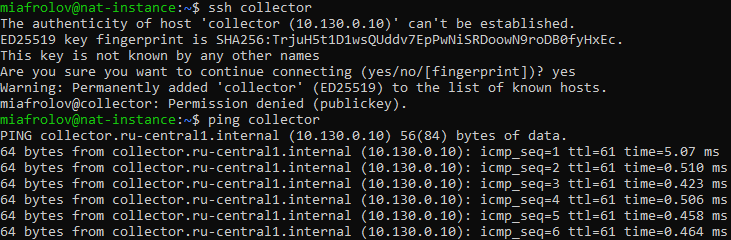 miafrolov@nat-instance:~$ ssh collector
The authenticity of host 'collector (10.130.0.10)' can't be established.
ED25519 key fingerprint is SHA256:TrjuH5t1D1wsQUddv7EpPwNiSRDoowN9roDB0fyHxEc.
This key is not known by any other names
Are you sure you want to continue connecting (yes/no/[fingerprint])? yes
Warning: Permanently added 'collector' (ED25519) to the list of known hosts.
miafrolov@collector: Permission denied (publickey).
miafrolov@nat-instance:~$ ping collector
PING collector.ru-central1.internal (10.130.0.10) 56(84) bytes of data.
64 bytes from collector.ru-central1.internal (10.130.0.10): icmp_seq=1 ttl=61 time=5.07 ms
64 bytes from collector.ru-central1.internal (10.130.0.10): icmp_seq=2 ttl=61 time=0.510 ms
64 bytes from collector.ru-central1.internal (10.130.0.10): icmp_seq=3 ttl=61 time=0.423 ms
64 bytes from collector.ru-central1.internal (10.130.0.10): icmp_seq=4 ttl=61 time=0.506 ms
64 bytes from collector.ru-central1.internal (10.130.0.10): icmp_seq=5 ttl=61 time=0.458 ms
64 bytes from collector.ru-central1.internal (10.130.0.10): icmp_seq=6 ttl=61 time=0.464 ms